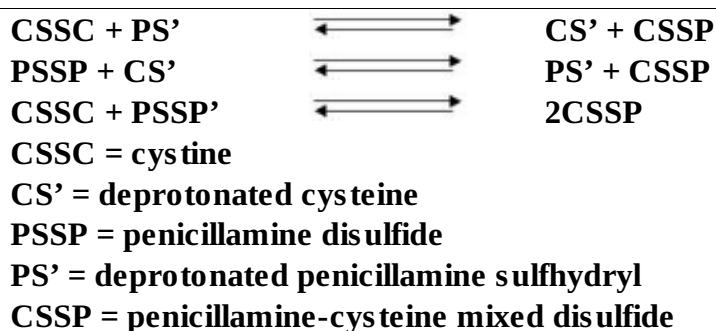 CSSC + PS’ CS’ + CSSP
PSSP + CS’ PS’ + CSSP
CSSC + PSSP’ 2CSSP
CSSC = cystine
CS’ = deprotonated cysteine
PSSP = penicillamine disulfide
PS’ = deprotonated penicillamine sulfhydryl
CSSP = penicillamine-cysteine mixed disulfide